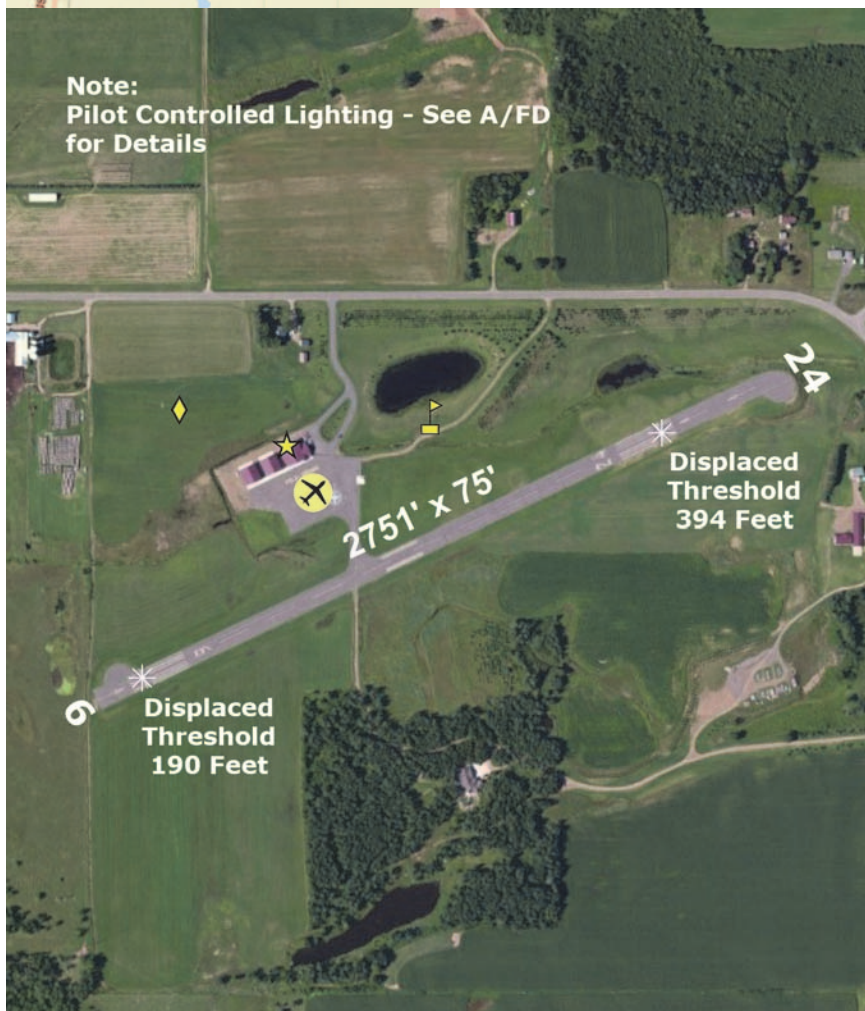 Note:
Pilot Controlled Lighting - See A/FD
for Details
24
Displaced
Threshold
394 Feet
2751' x 75'
6
Displaced
Threshold
190 Feet